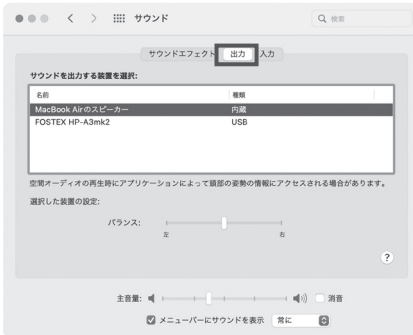 サウンド
検索
サウンドエフェクト 出力 入力
サウンドを出力する装置を選択:
名前 種類
MacBook Airのスピーカー 内蔵
FOSTEX HP-A3mk2 USB
空間オーディオの再生時にアプリケーションによって頭部の姿勢の情報にアクセスされる場合があります。
選択した装置の設定:
バランス:
左 右
?
主音量: 消音
メニューバーにサウンドを表示 常に